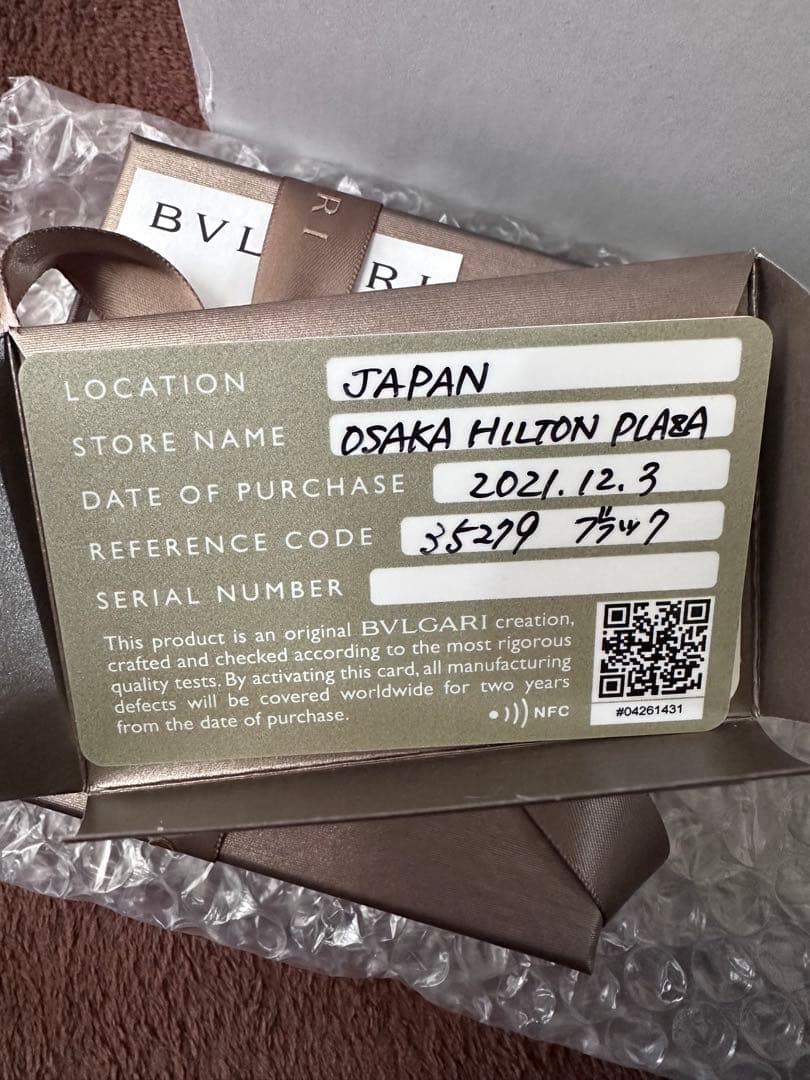 BVL RI
RI
LOCATION JAPAN
STORE NAME OSAKA HILTON PLAZA
DATE OF PURCHASE 2021.12.3
REFERENCE CODE 35279 ブラック
SERIAL NUMBER
This product is an original BVLGARI creation,
crafted and checked according to the most rigorous
quality tests. By activating this card, all manufacturing
defects will be covered worldwide for two years
from the date of purchase.
NFC
#04261431